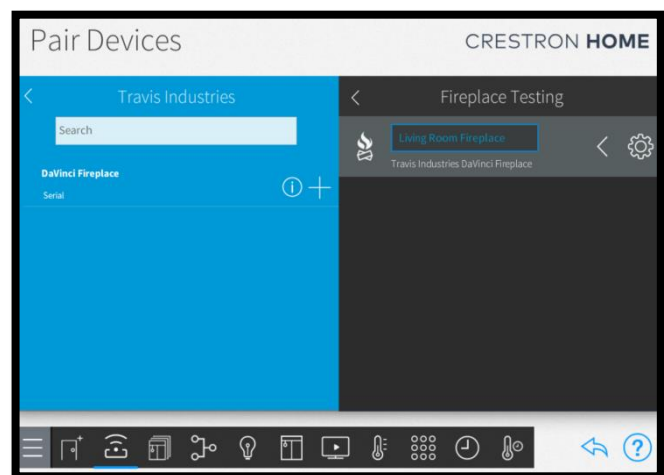 Pair Devices
CRESTRON HOME
Travis Industries
Search
DaVinci Fireplace
Serial
Fireplace Testing
Living Room Fireplace
Travis Industries DaVinci Fireplace